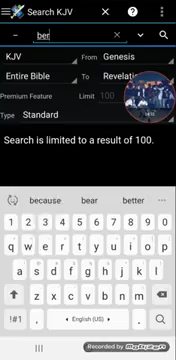 Search KJV
ber
KJV From Genesis
Entire Bible To Revelati
Premium Feature Limit 100
Type Standard
Search is limited to a result of 100.
because bear better
1 2 3 4 5 6 7 8 9 0
q w e r t y u i o p
a s d f g h j k l
z x c v b n m
!#1 , English (US) .
RECORDED BY